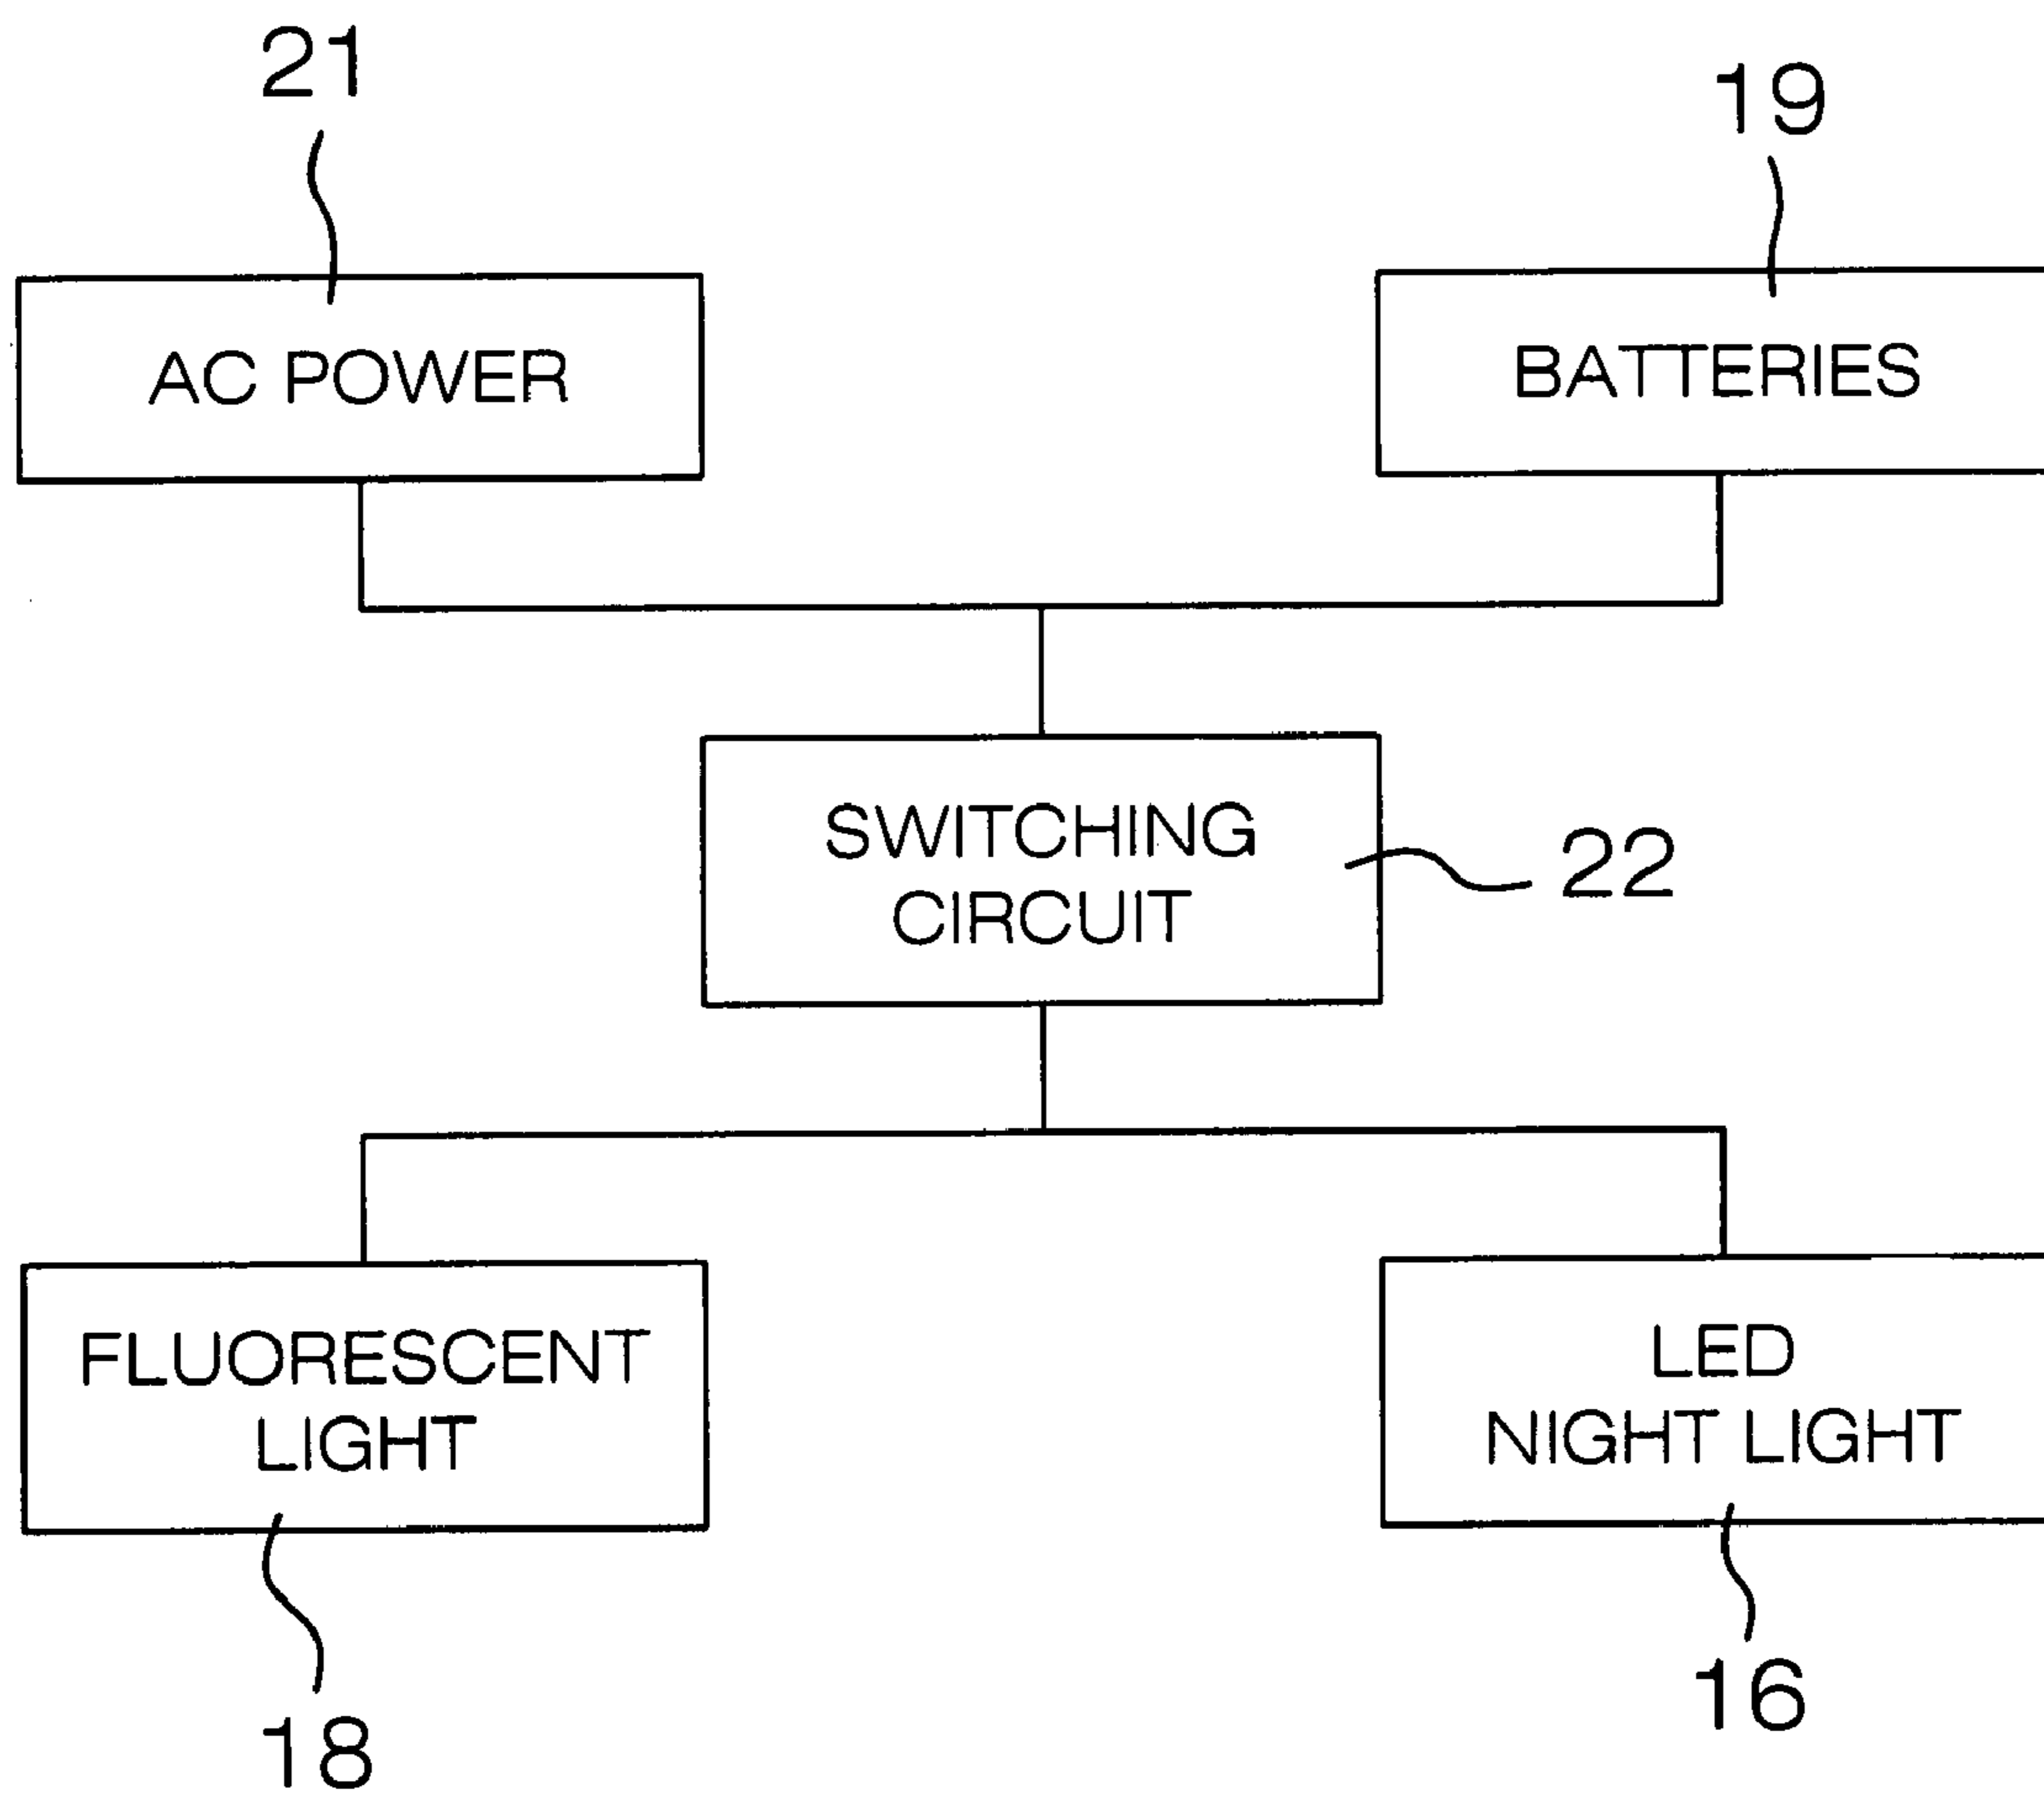 21
19
AC POWER
BATTERIES
SWITCHING
CIRCUIT
22
FLUORESCENT
LIGHT
LED
NIGHT LIGHT
18
16